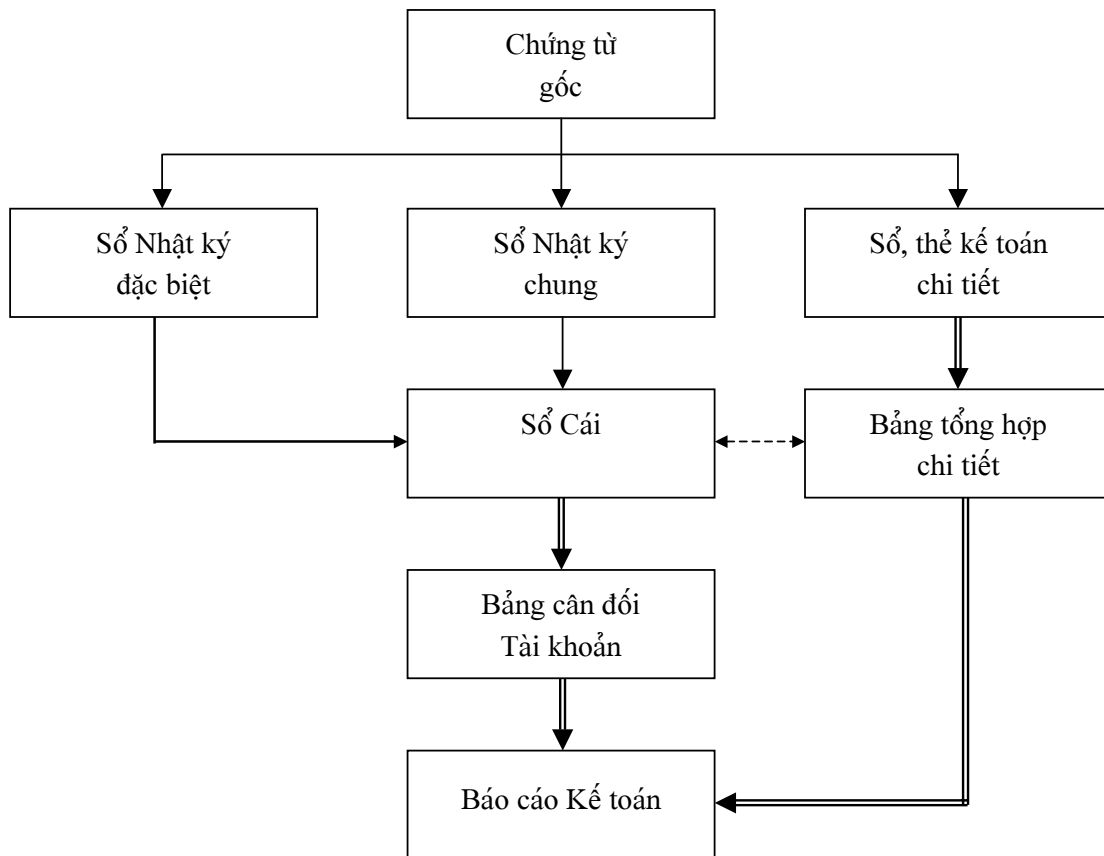 Chứng từ
gốc
Sổ Nhật ký
đặc biệt
Sổ Nhật ký
chung
Sổ, thẻ kế toán
chi tiết
Sổ Cái
Bảng tổng hợp
chi tiết
Bảng cân đối
Tài khoản
Báo cáo Kế toán